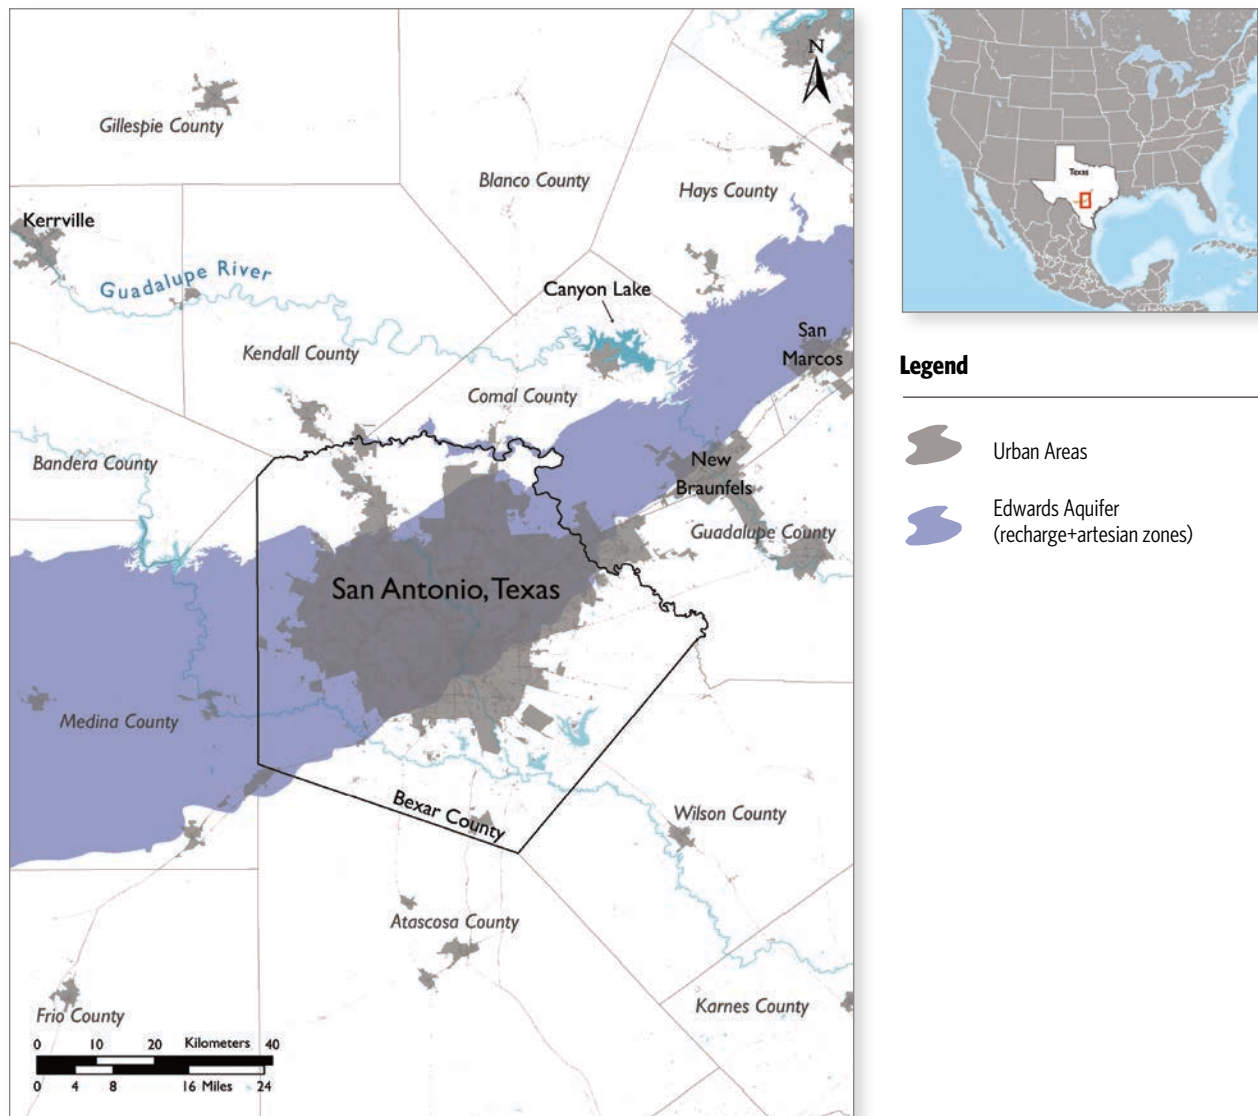 N
Gillespie County
Blanco County
Hays County
Kerrville
Guadalupe River
Canyon Lake
San
Marcos
Kendall County
Comal County
Bandera County
New
Braunfels
Guadalupe County
San Antonio, Texas
Medina County
Bexar County
Wilson County
Atascosa County
Karnes County
Frio County
0 10 20 Kilometers 40
0 4 8 16 Miles 24
Texas
Legend
Urban Areas
Edwards Aquifer
(recharge+artesian zones)